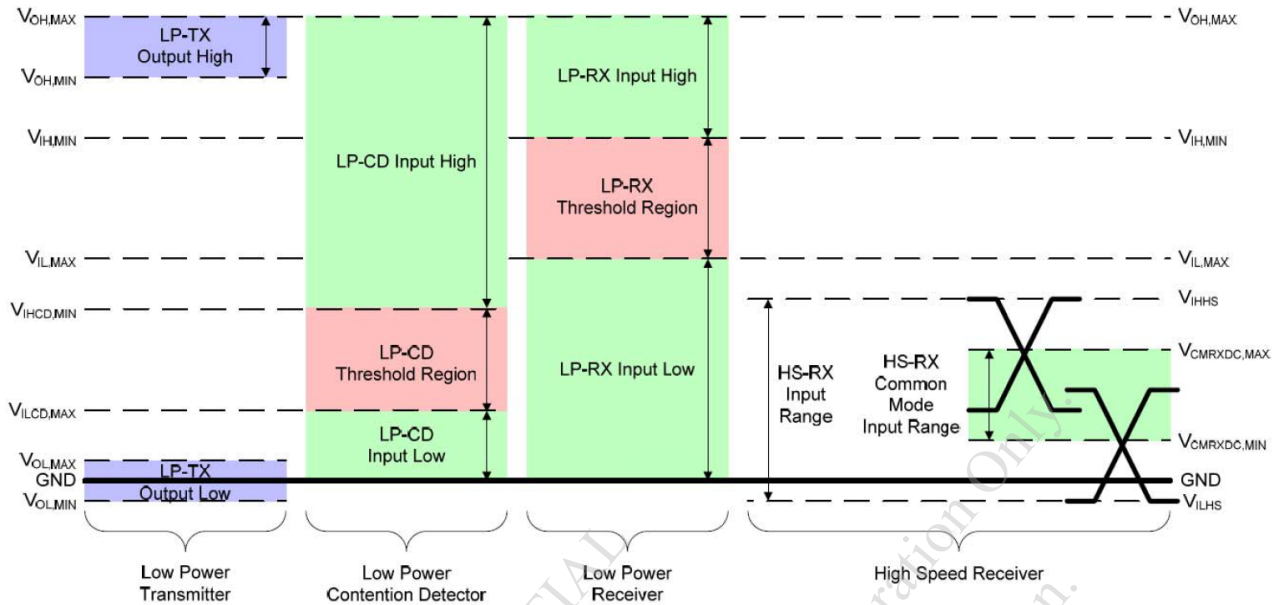 VOH,MAX
VOH,MIN
VIH,MIN
VIL,MAX
VIHCD,MIN
VILCD,MAX
VOL,MAX
GND
VOL,MIN
LP-TX
Output High
LP-TX
Output Low
LP-CD Input High
LP-CD
Threshold Region
LP-CD
Input Low
LP-RX Input High
LP-RX
Threshold Region
LP-RX Input Low
HS-RX
Input
Range
HS-RX
Common
Mode
Input Range
VOH,MAX
VIH,MIN
VIL,MAX
VIHHS
VCMRXDC,MAX
VCMRXDC,MIN
GND
VILHS
Low Power
Transmitter
Low Power
Contention Detector
Low Power
Receiver
High Speed Receiver
Only.